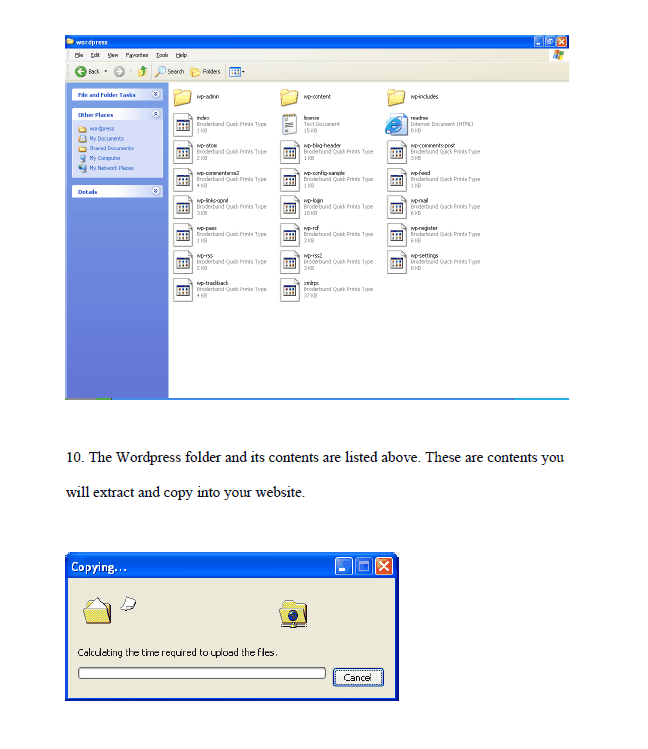 wordpress
File Edit View Favorites Tools Help
Back Search Folders
File and Folder Tasks
Other Places
wordpress
My Documents
Shared Documents
My Computer
My Network Places
Details
wp-admin wp-content wp-includes
index license readme
Broderbund Quick Prints Type Text Document Internet Document (HTML)
1 KB 15 KB 8 KB
wp-atom wp-blog-header wp-comments-post
Broderbund Quick Prints Type Broderbund Quick Prints Type Broderbund Quick Prints Type
2 KB 1 KB 3 KB
wp-commentsrss2 wp-config-sample wp-feed
Broderbund Quick Prints Type Broderbund Quick Prints Type Broderbund Quick Prints Type
4 KB 1 KB 1 KB
wp-links-opml wp-login wp-mail
Broderbund Quick Prints Type Broderbund Quick Prints Type Broderbund Quick Prints Type
3 KB 10 KB 6 KB
wp-pass wp-rdf wp-register
Broderbund Quick Prints Type Broderbund Quick Prints Type Broderbund Quick Prints Type
1 KB 3 KB 6 KB
wp-rss wp-rss2 wp-settings
Broderbund Quick Prints Type Broderbund Quick Prints Type Broderbund Quick Prints Type
2 KB 3 KB 8 KB
wp-trackback xmlrpc
Broderbund Quick Prints Type Broderbund Quick Prints Type
4 KB 37 KB
10. The Wordpress folder and its contents are listed above. These are contents you
will extract and copy into your website.
Copying...
Calculating the time required to upload the files.
Cancel